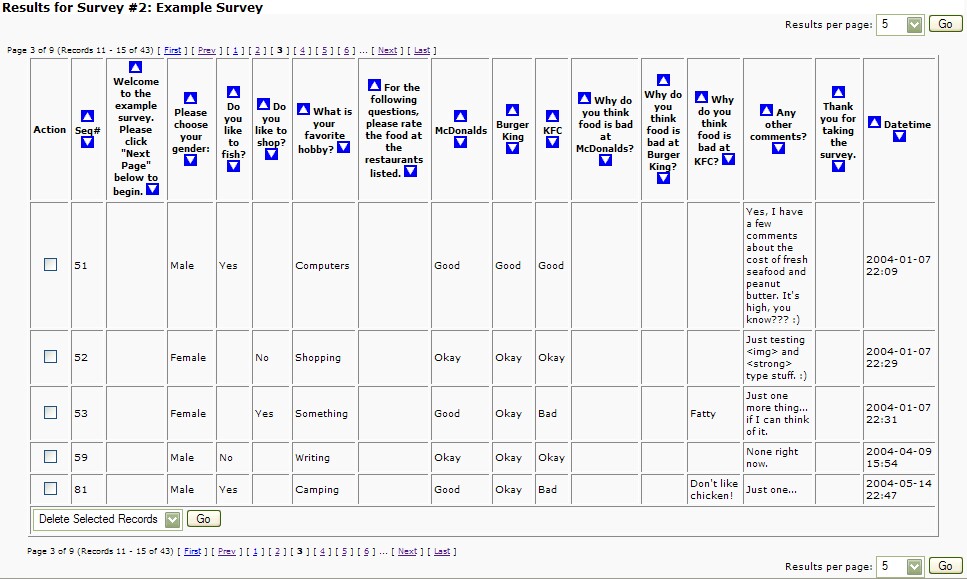 Results for Survey #2: Example Survey
Results per page: 5 Go
Page 3 of 9 (Records 11 - 15 of 43) [ First ] [ Prev ] [ 1 ] [ 2 ] [ 3 ] [ 4 ] [ 5 ] [ 6 ] ... [ Next ] [ Last ]
Action
Seq#
Welcome
to the
example
survey.
Please
click
"Next
Page"
below to
begin.
Please
choose
your
gender:
Do
you
like
to
fish?
Do
you
like to
shop?
What is
your
favorite
hobby?
For the
following
questions,
please rate
the food at
the
restaurants
listed.
McDonalds
Burger
King
KFC
Why do
you think
food is bad
at
McDonalds?
Why do
you
think
food is
bad at
Burger
King?
Why
do you
think
food is
bad at
KFC?
Any
other
comments?
Thank
you for
taking
the
survey.
Datetime
51
Male
Yes
Computers
Good
Good
Good
Yes, I have
a few
comments
about the
cost of fresh
seafood and
peanut
butter. It's
high, you
know??? :)
2004-01-07
22:09
52
Female
No
Shopping
Okay
Okay
Okay
Just testing
<img> and
<strong>
type stuff. :)
2004-01-07
22:29
53
Female
Yes
Something
Good
Okay
Bad
Fatty
Just one
more thing...
if I can think
of it.
2004-01-07
22:31
59
Male
No
Writing
Okay
Okay
Okay
None right
now.
2004-04-09
15:54
81
Male
Yes
Camping
Good
Okay
Bad
Don't like
chicken!
Just one...
2004-05-14
22:47
Delete Selected Records Go
Page 3 of 9 (Records 11 - 15 of 43) [ First ] [ Prev ] [ 1 ] [ 2 ] [ 3 ] [ 4 ] [ 5 ] [ 6 ] ... [ Next ] [ Last ]
Results per page: 5 Go